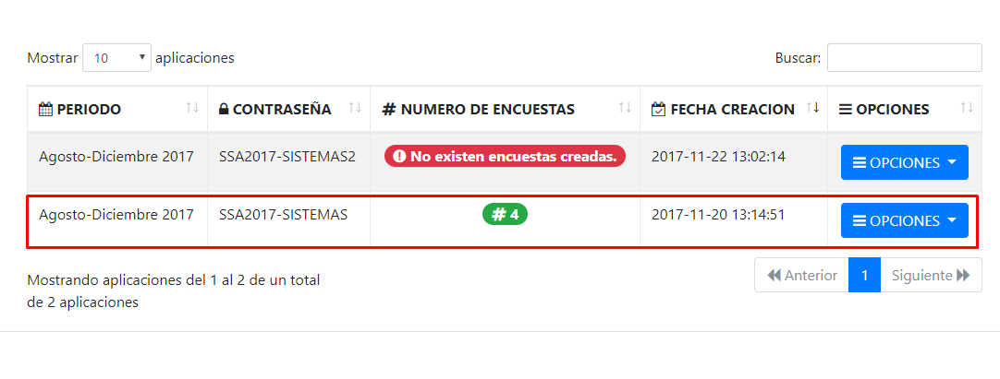 Mostrar 10 aplicaciones Buscar:
PERIODO CONTRASEÑA # NUMERO DE ENCUESTAS FECHA CREACION OPCIONES
Agosto-Diciembre 2017 SSA2017-SISTEMAS2 No existen encuestas creadas. 2017-11-22 13:02:14 OPCIONES
Agosto-Diciembre 2017 SSA2017-SISTEMAS # 4 2017-11-20 13:14:51 OPCIONES
Anterior 1 Siguiente
Mostrando aplicaciones del 1 al 2 de un total
de 2 aplicaciones